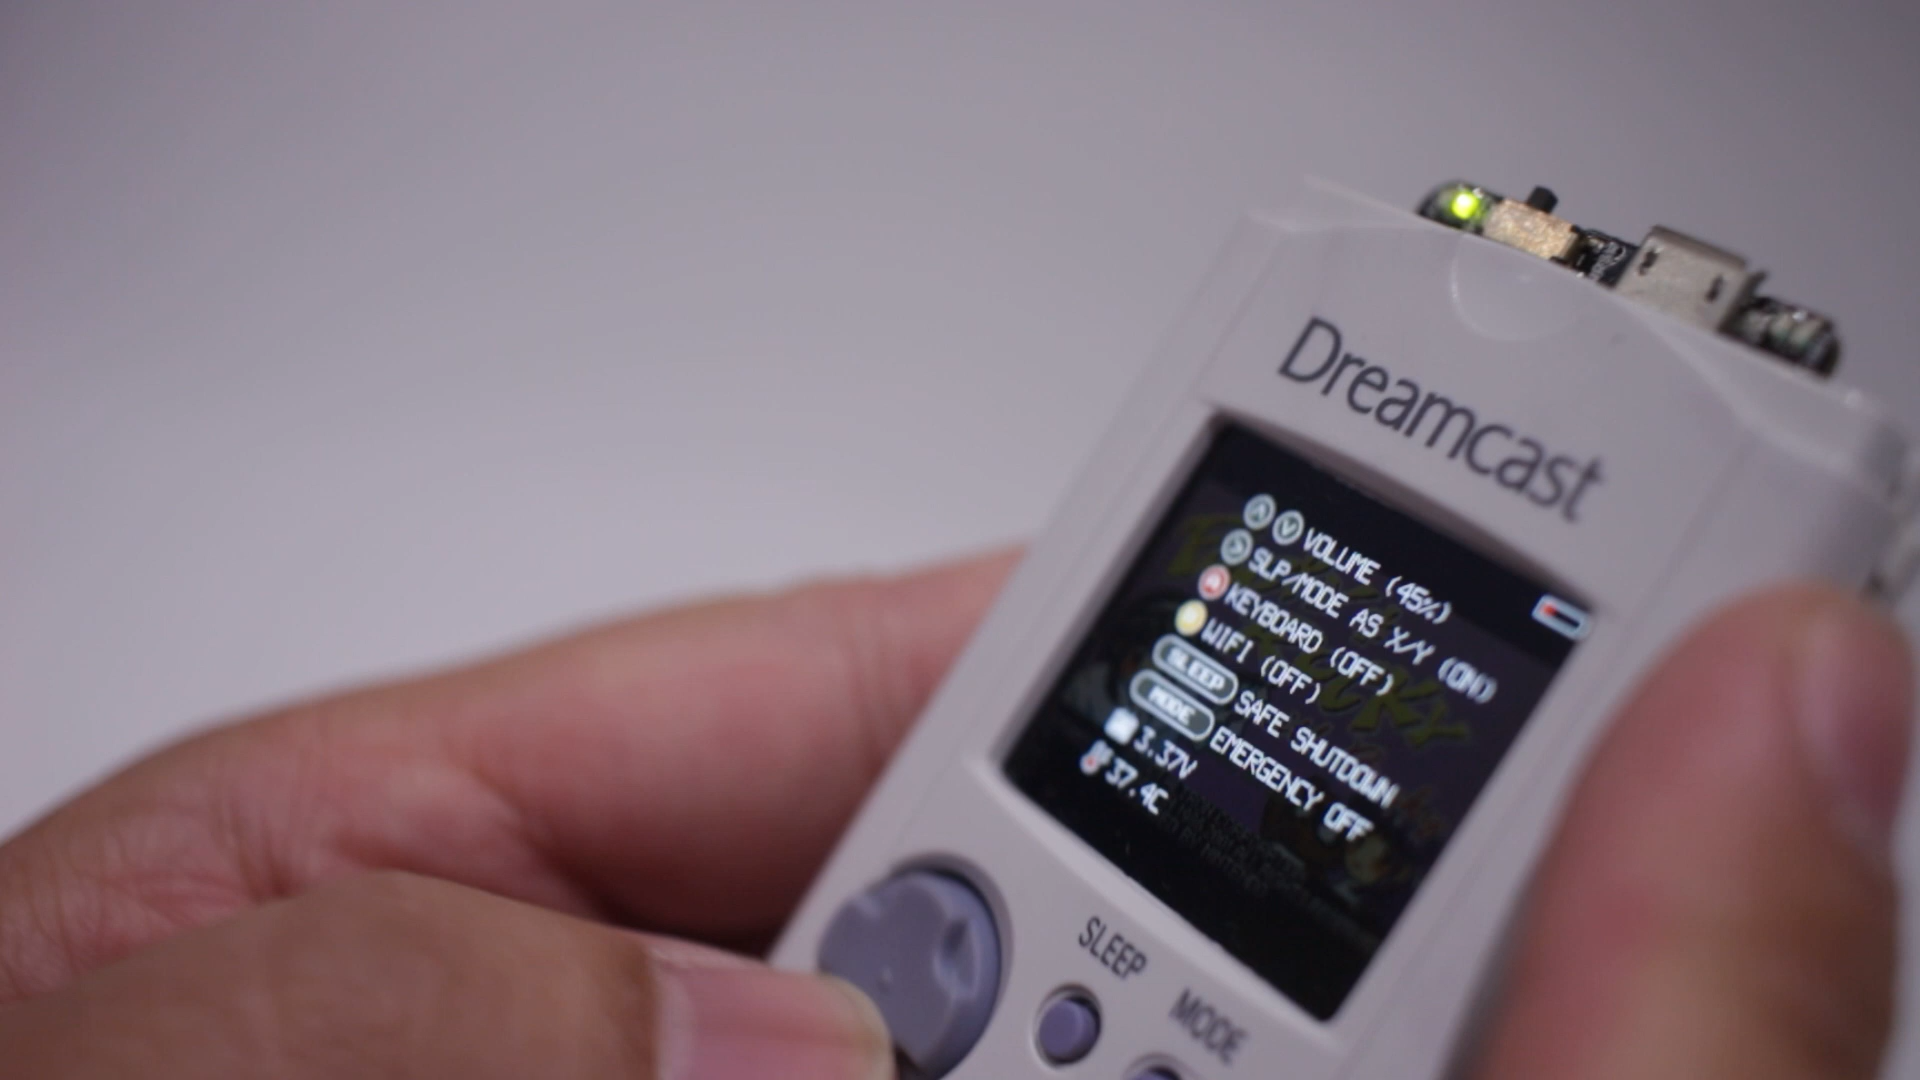 Dreamcast
VOLUME (45%)
SLP/MODE AS X/Y (ON)
A KEYBOARD (OFF)
WIFI (OFF)
SLEEP SAFE SHUTDOWN
MODE EMERGENCY OFF
3.37V
37.4C
SLEEP
MODE